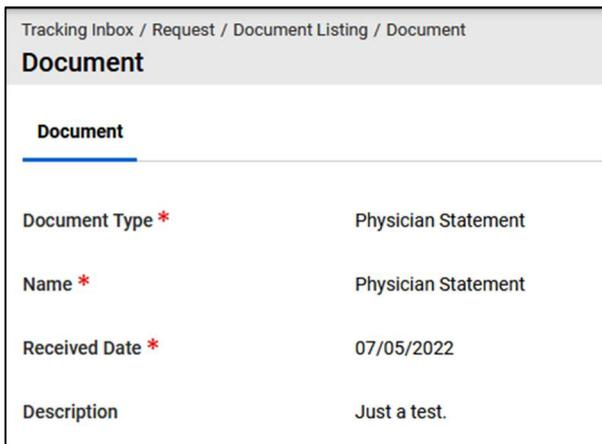 Tracking Inbox / Request / Document Listing / Document
Document
Document
Document Type * Physician Statement
Name * Physician Statement
Received Date * 07/05/2022
Description Just a test.